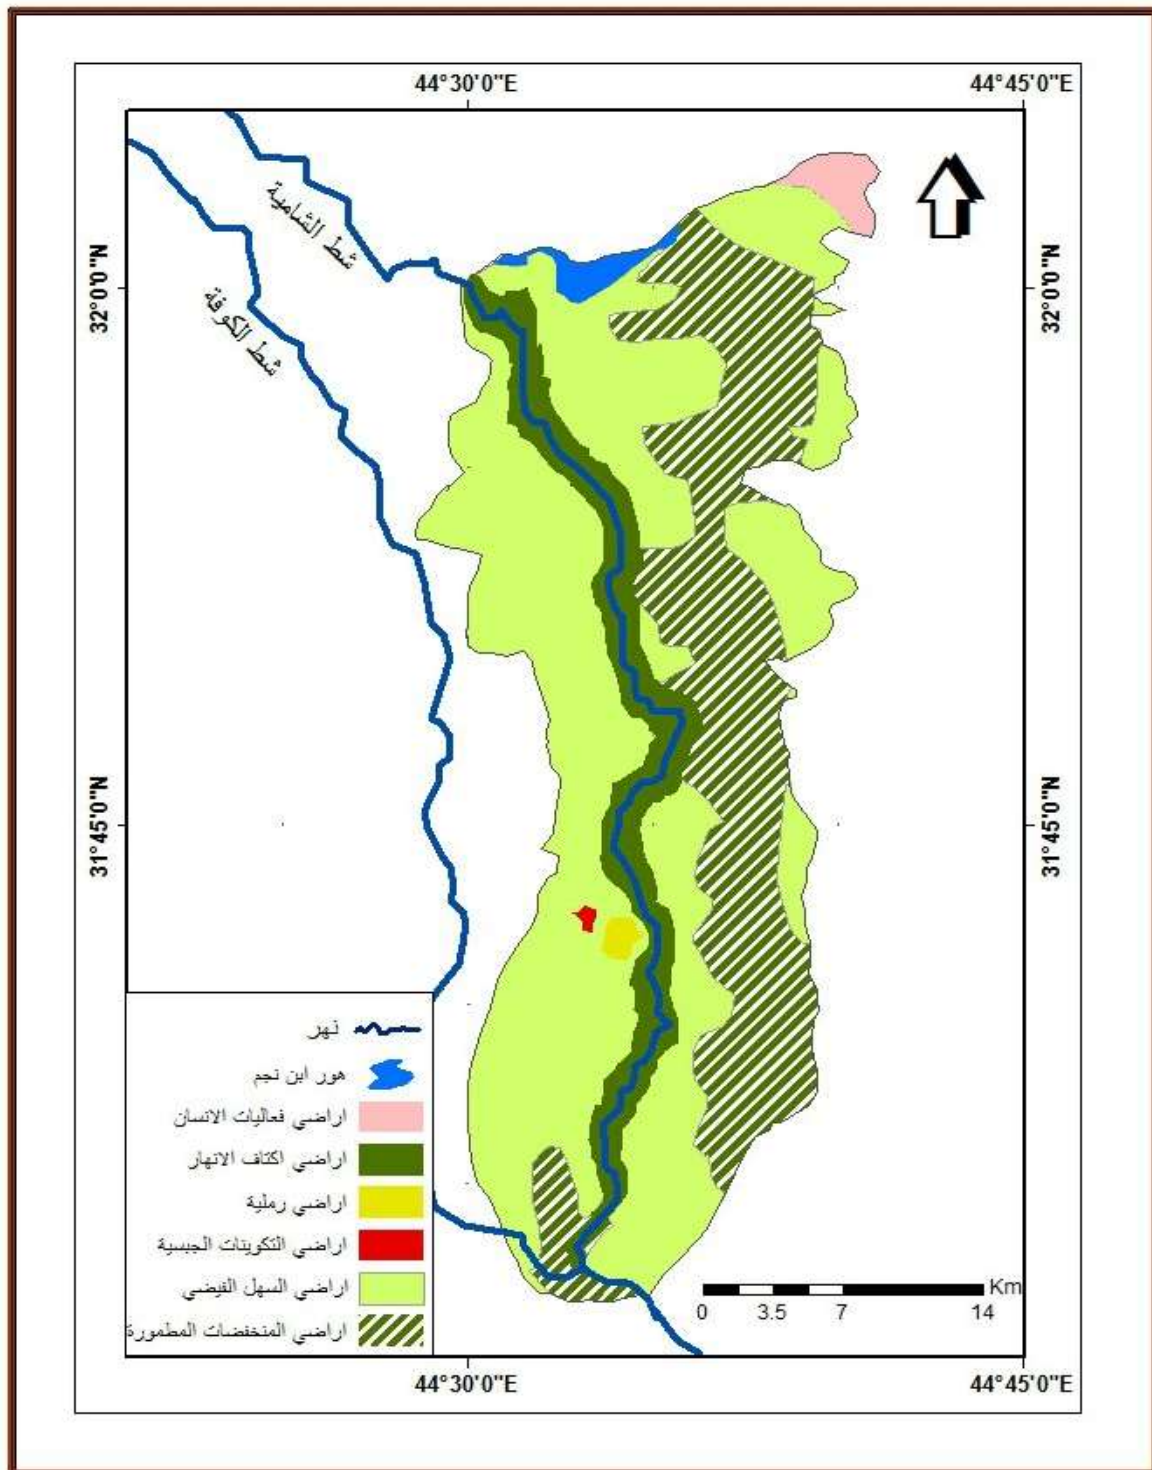 44°30'0"E
44°45'0"E
شط الشامية
شط الكوفة
32°0'0"N
32°0'0"N
31°45'0"N
31°45'0"N
نهر
هور ابن نجم
اراضي فعاليات الانسان
اراضي اكتاف الانهار
اراضي رملية
اراضي التكوينات الجبسية
اراضي السهل الفيضي
اراضي المنخفضات المطمورة
Km
0 3.5 7 14
44°30'0"E
44°45'0"E